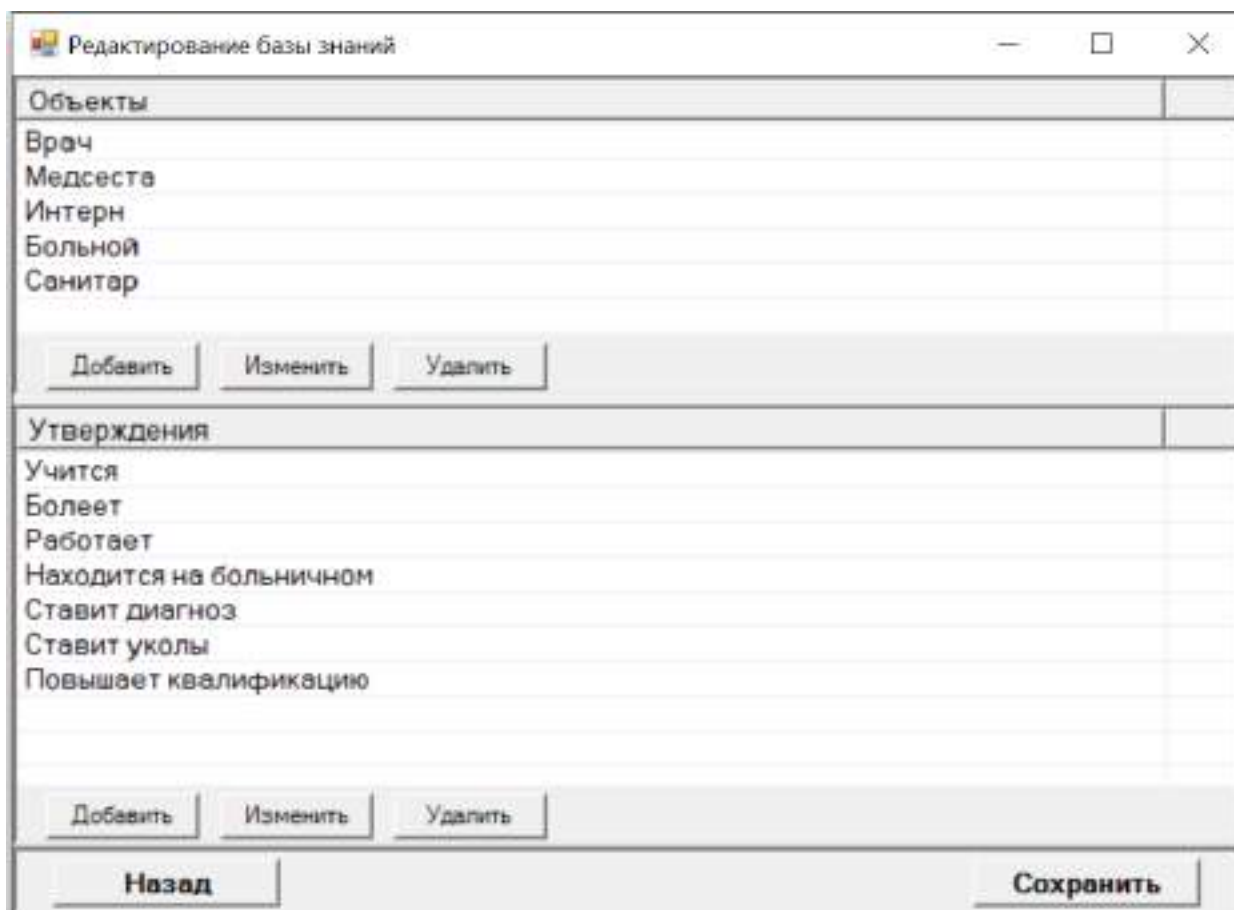 Редактирование базы знаний
Объекты
Врач
Медсеста
Интерн
Больной
Санитар
Добавить Изменить Удалить
Утверждения
Учится
Болеет
Работает
Находится на больничном
Ставит диагноз
Ставит уколы
Повышает квалификацию
Добавить Изменить Удалить
Назад Сохранить